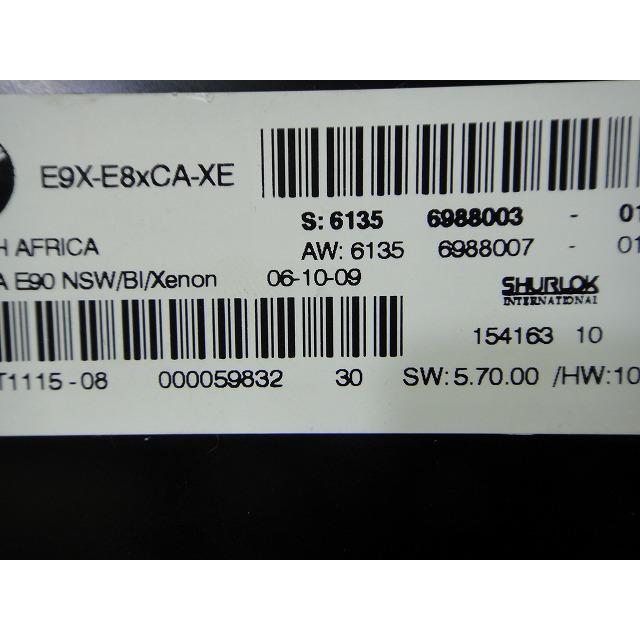 E9X-E8xCA-XE
S: 6135 6988003 - 01
H AFRICA
AW: 6135 6988007 - 01
A E90 NSW/BI/Xenon 06-10-09
SHURLOK
INTERNATIONAL
154163 10
T1115-08 000059832 30 SW: 5.70.00 /HW:10